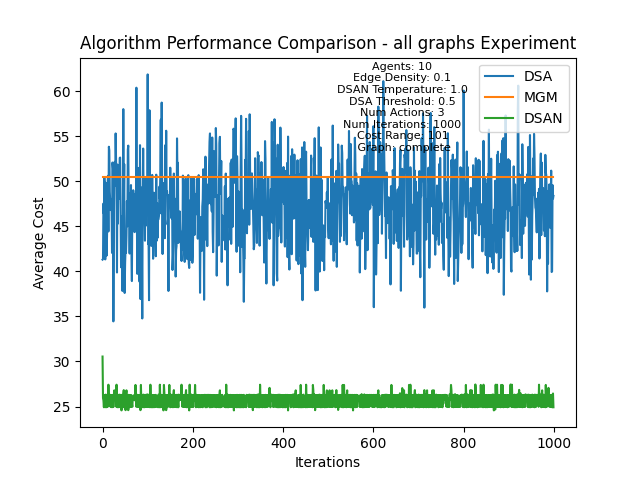 Algorithm Performance Comparison - all graphs Experiment
Agents: 10
Edge Density: 0.1
DSAN Temperature: 1.0
DSA Threshold: 0.5
Num Actions: 3
Num Iterations: 1000
Cost Range: 101
Graph: complete
DSA
MGM
DSAN
Average Cost
60
55
50
45
40
35
30
25
0
200
400
600
800
1000
Iterations